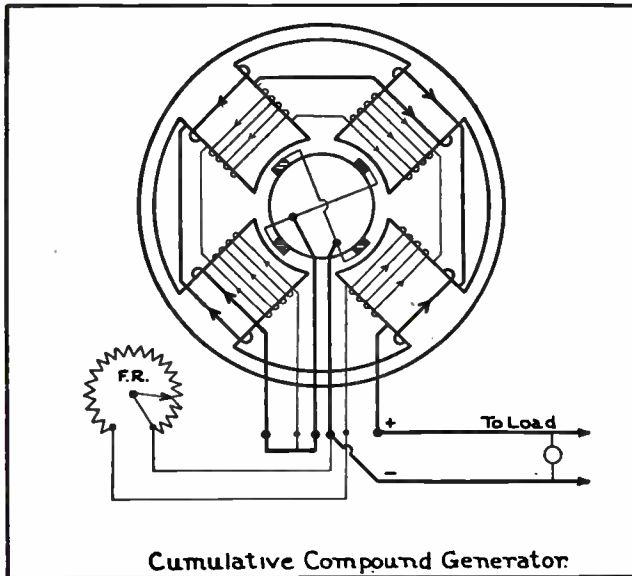 F.R.
+ To Load
-
Cumulative Compound Generator.